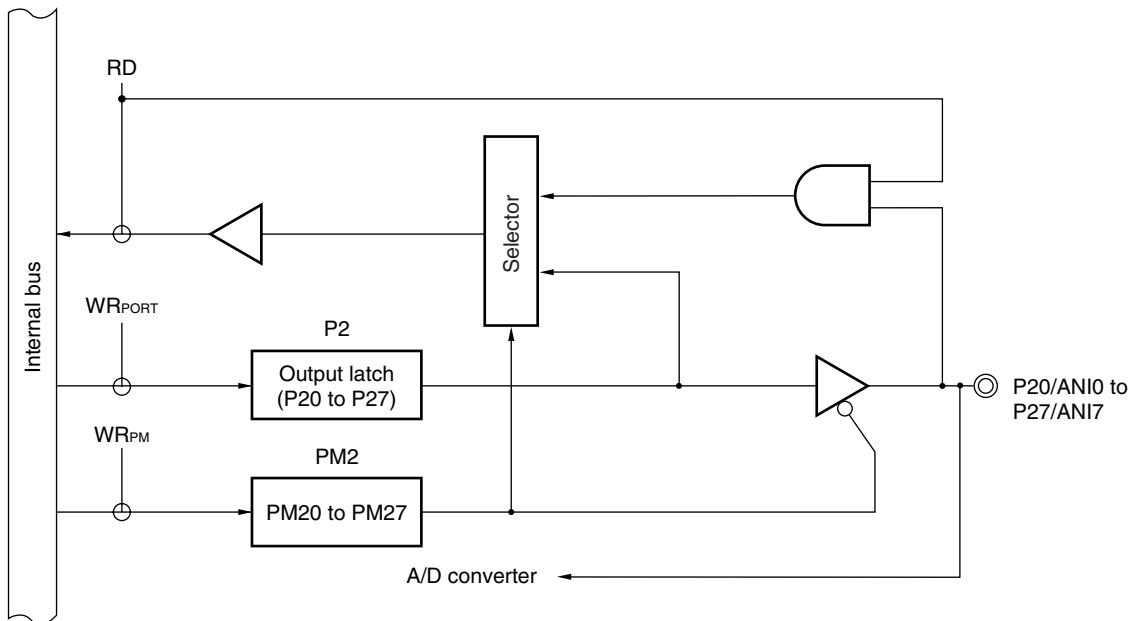 RD
Internal bus
Selector
WRPORT
P2
Output latch
(P20 to P27)
P20/ANI0 to
P27/ANI7
WRPM
PM2
PM20 to PM27
A/D converter